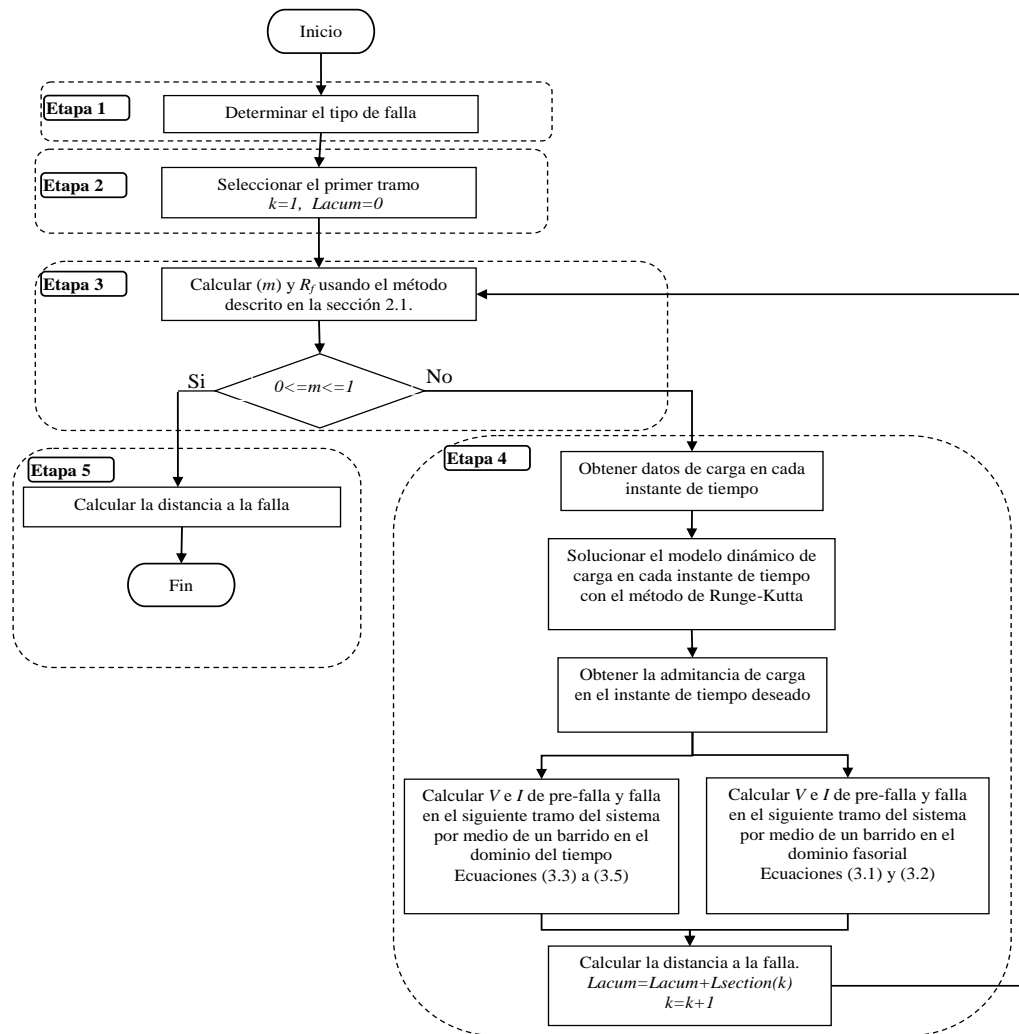 Inicio
Etapa 1
Determinar el tipo de falla
Etapa 2
Seleccionar el primer tramo
k=1, Lacum=0
Etapa 3
Calcular (m) y Rf usando el método
descrito en la sección 2.1.
Si
0<=m<=1
No
Etapa 5
Calcular la distancia a la falla
Fin
Etapa 4
Obtener datos de carga en cada
instante de tiempo
Solucionar el modelo dinámico de
carga en cada instante de tiempo
con el método de Runge-Kutta
Obtener la admitancia de carga
en el instante de tiempo deseado
Calcular V e I de pre-falla y falla
en el siguiente tramo del sistema
por medio de un barrido en el
dominio del tiempo
Ecuaciones (3.3) a (3.5)
Calcular V e I de pre-falla y falla
en el siguiente tramo del sistema
por medio de un barrido en el
dominio fasorial
Ecuaciones (3.1) y (3.2)
Calcular la distancia a la falla.
Lacum=Lacum+Lsection(k)
k=k+1